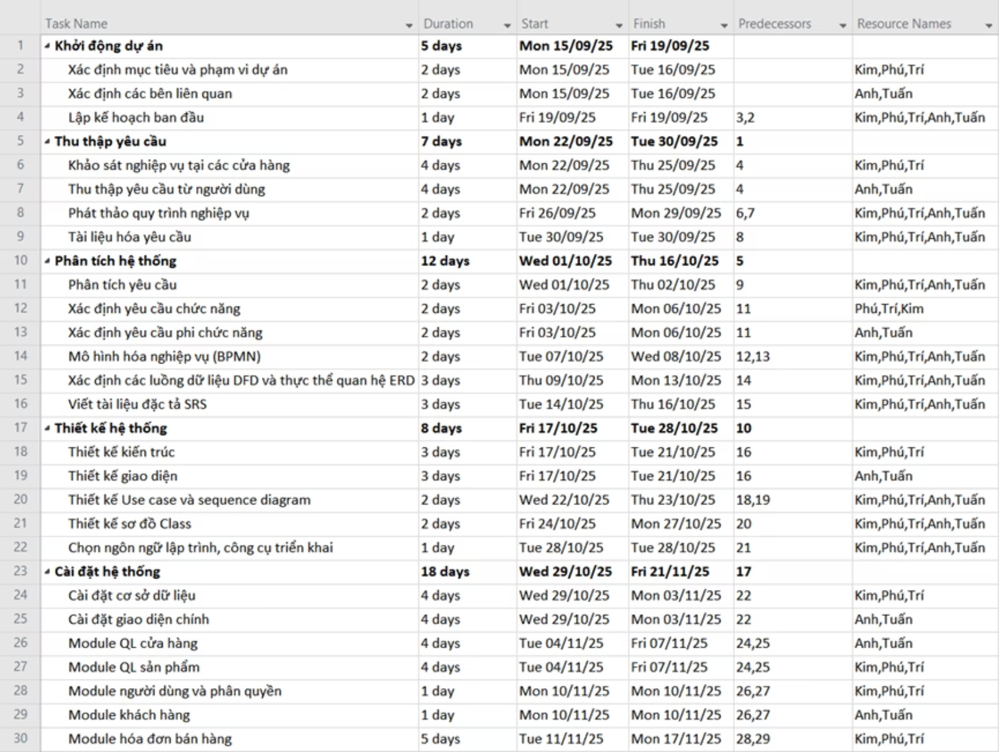 Task Name Duration Start Finish Predecessors Resource Names
1 Khởi động dự án 5 days Mon 15/09/25 Fri 19/09/25
2 Xác định mục tiêu và phạm vi dự án 2 days Mon 15/09/25 Tue 16/09/25 Kim,Phú,Trí
3 Xác định các bên liên quan 2 days Mon 15/09/25 Tue 16/09/25 Anh,Tuấn
4 Lập kế hoạch ban đầu 1 day Fri 19/09/25 Fri 19/09/25 3,2 Kim,Phú,Trí,Anh,Tuấn
5 Thu thập yêu cầu 7 days Mon 22/09/25 Tue 30/09/25 1
6 Khảo sát nghiệp vụ tại các cửa hàng 4 days Mon 22/09/25 Thu 25/09/25 4 Kim,Phú,Trí
7 Thu thập yêu cầu từ người dùng 4 days Mon 22/09/25 Thu 25/09/25 4 Anh,Tuấn
8 Phát thảo quy trình nghiệp vụ 2 days Fri 26/09/25 Mon 29/09/25 6,7 Kim,Phú,Trí,Anh,Tuấn
9 Tài liệu hóa yêu cầu 1 day Tue 30/09/25 Tue 30/09/25 8 Kim,Phú,Trí,Anh,Tuấn
10 Phân tích hệ thống 12 days Wed 01/10/25 Thu 16/10/25 5
11 Phân tích yêu cầu 2 days Wed 01/10/25 Thu 02/10/25 9 Kim,Phú,Trí,Anh,Tuấn
12 Xác định yêu cầu chức năng 2 days Fri 03/10/25 Mon 06/10/25 11 Phú,Trí,Kim
13 Xác định yêu cầu phi chức năng 2 days Fri 03/10/25 Mon 06/10/25 11 Anh,Tuấn
14 Mô hình hóa nghiệp vụ (BPMN) 2 days Tue 07/10/25 Wed 08/10/25 12,13 Kim,Phú,Trí,Anh,Tuấn
15 Xác định các luồng dữ liệu DFD và thực thể quan hệ ERD 3 days Thu 09/10/25 Mon 13/10/25 14 Kim,Phú,Trí,Anh,Tuấn
16 Viết tài liệu đặc tả SRS 3 days Tue 14/10/25 Thu 16/10/25 15 Kim,Phú,Trí,Anh,Tuấn
17 Thiết kế hệ thống 8 days Fri 17/10/25 Tue 28/10/25 10
18 Thiết kế kiến trúc 3 days Fri 17/10/25 Tue 21/10/25 16 Kim,Phú,Trí
19 Thiết kế giao diện 3 days Fri 17/10/25 Tue 21/10/25 16 Anh,Tuấn
20 Thiết kế Use case và sequence diagram 2 days Wed 22/10/25 Thu 23/10/25 18,19 Kim,Phú,Trí,Anh,Tuấn
21 Thiết kế sơ đồ Class 2 days Fri 24/10/25 Mon 27/10/25 20 Kim,Phú,Trí,Anh,Tuấn
22 Chọn ngôn ngữ lập trình, công cụ triển khai 1 day Tue 28/10/25 Tue 28/10/25 21 Kim,Phú,Trí,Anh,Tuấn
23 Cài đặt hệ thống 18 days Wed 29/10/25 Fri 21/11/25 17
24 Cài đặt cơ sở dữ liệu 4 days Wed 29/10/25 Mon 03/11/25 22 Kim,Phú,Trí
25 Cài đặt giao diện chính 4 days Wed 29/10/25 Mon 03/11/25 22 Anh,Tuấn
26 Module QL cửa hàng 4 days Tue 04/11/25 Fri 07/11/25 24,25 Anh,Tuấn
27 Module QL sản phẩm 4 days Tue 04/11/25 Fri 07/11/25 24,25 Kim,Phú,Trí
28 Module người dùng và phân quyền 1 day Mon 10/11/25 Mon 10/11/25 26,27 Kim,Phú,Trí
29 Module khách hàng 1 day Mon 10/11/25 Mon 10/11/25 26,27 Anh,Tuấn
30 Module hóa đơn bán hàng 5 days Tue 11/11/25 Mon 17/11/25 28,29 Kim,Phú,Trí